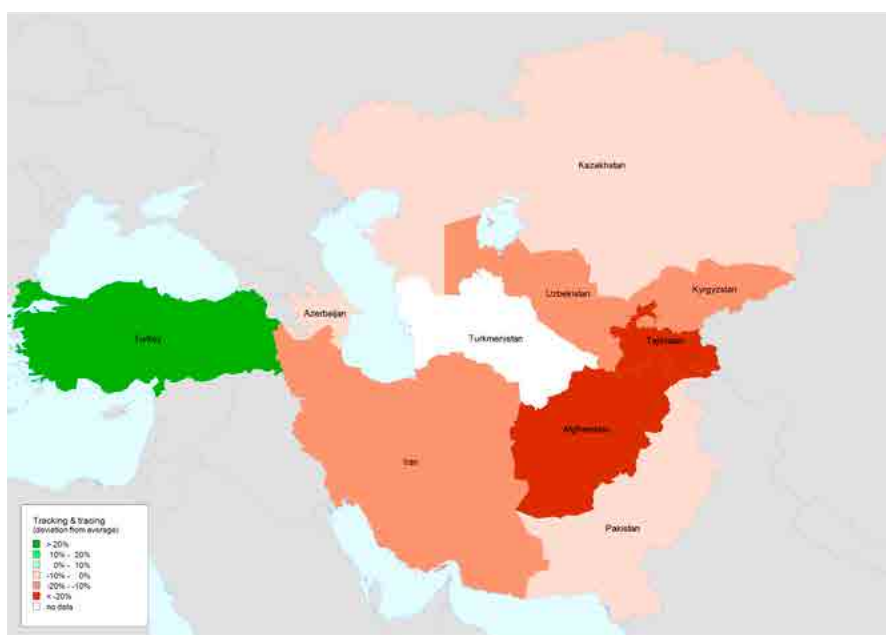 Kazakhstan
Uzbekistan
Kyrgyzstan
Azerbaijan
Turkey
Turkmenistan
Tajikistan
Afghanistan
Iran
Pakistan
Tracking & tracing
(deviation from average)
> 20%
10% - 20%
0% - 10%
-10% - 0%
-20% - -10%
< -20%
no data